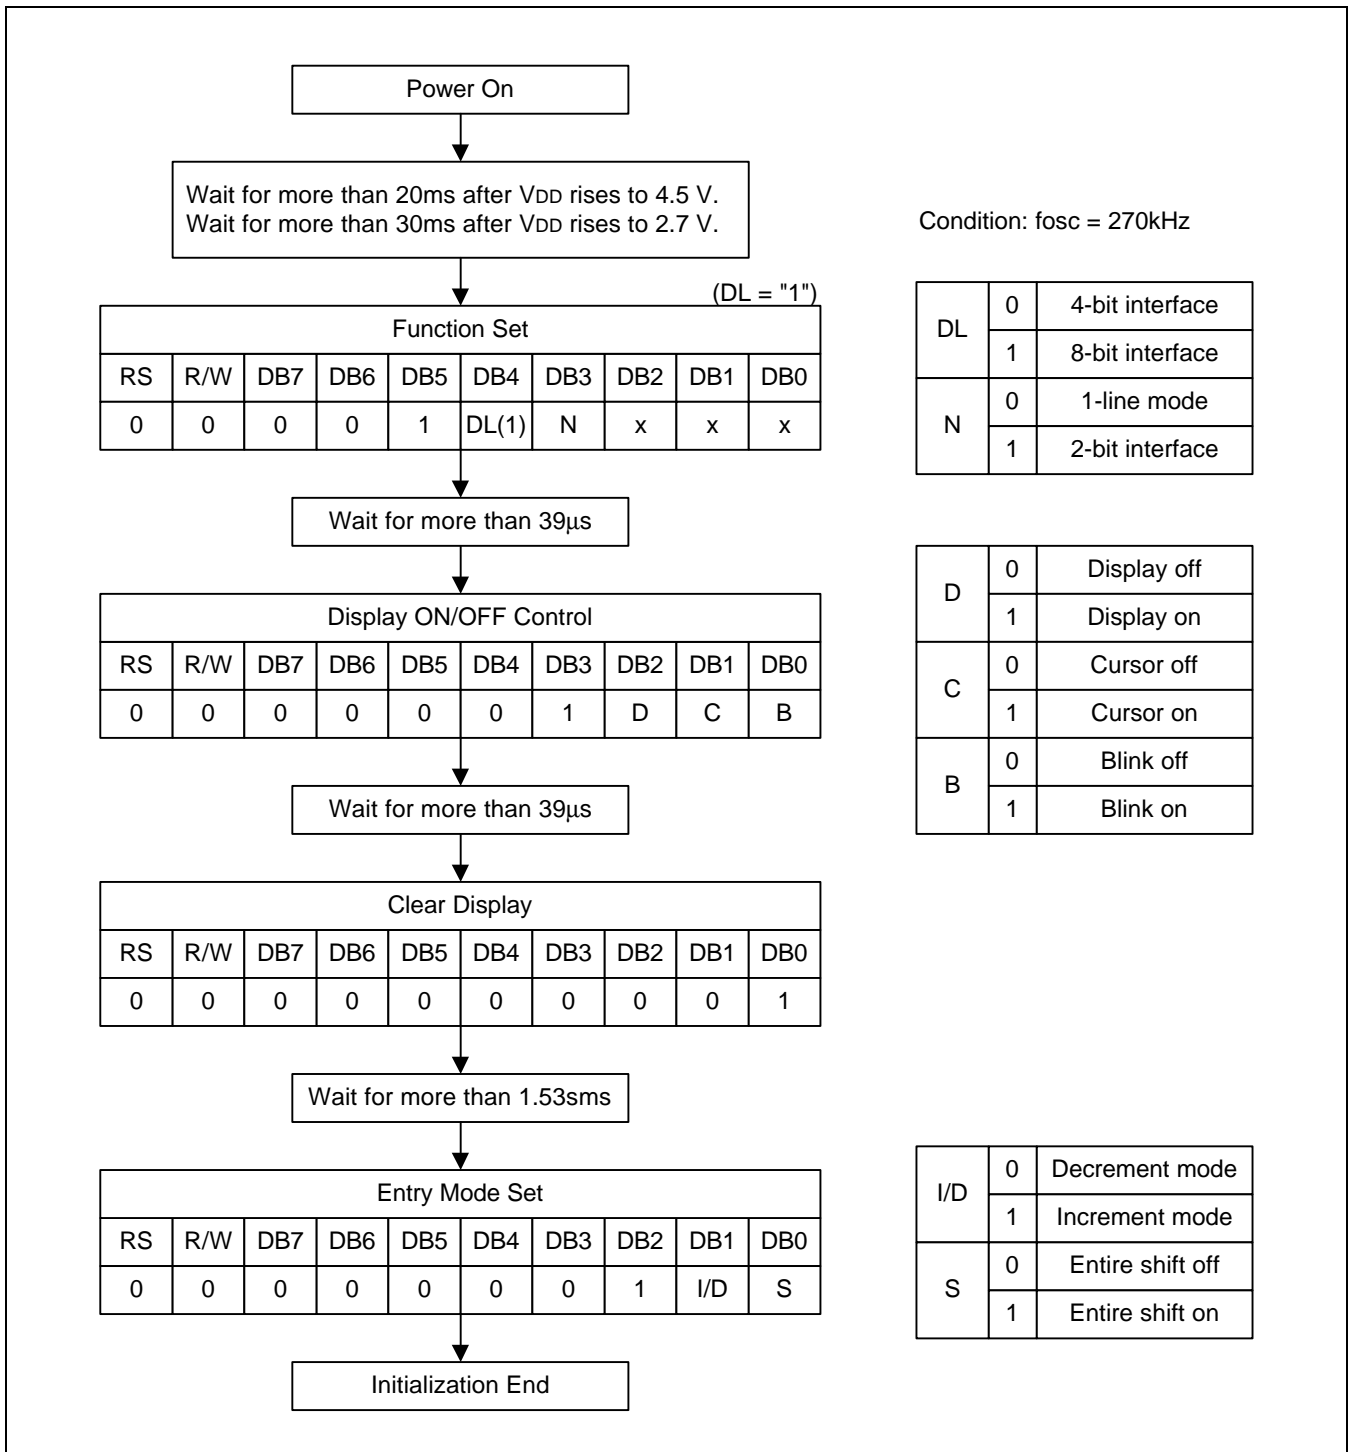 Power On
Wait for more than 20ms after VDD rises to 4.5 V.
Wait for more than 30ms after VDD rises to 2.7 V.
Condition: fosc = 270kHz
(DL = "1")
Function Set
RS R/W DB7 DB6 DB5 DB4 DB3 DB2 DB1 DB0
0 0 0 0 1 DL(1) N x x x
DL 0 4-bit interface
1 8-bit interface
N 0 1-line mode
1 2-bit interface
Wait for more than 39μs
Display ON/OFF Control
RS R/W DB7 DB6 DB5 DB4 DB3 DB2 DB1 DB0
0 0 0 0 0 0 1 D C B
D 0 Display off
1 Display on
C 0 Cursor off
1 Cursor on
B 0 Blink off
1 Blink on
Wait for more than 39μs
Clear Display
RS R/W DB7 DB6 DB5 DB4 DB3 DB2 DB1 DB0
0 0 0 0 0 0 0 0 0 1
Wait for more than 1.53sms
Entry Mode Set
RS R/W DB7 DB6 DB5 DB4 DB3 DB2 DB1 DB0
0 0 0 0 0 0 0 1 I/D S
I/D 0 Decrement mode
1 Increment mode
S 0 Entire shift off
1 Entire shift on
Initialization End